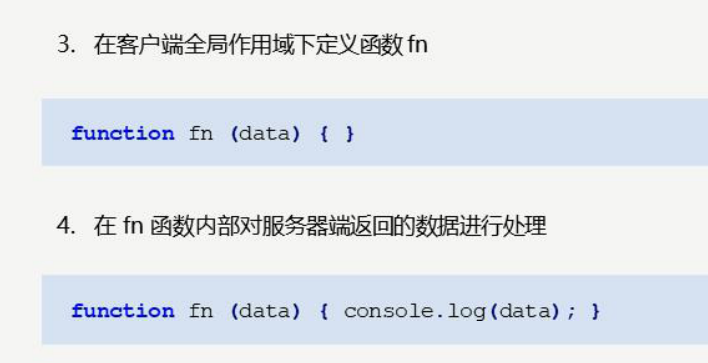 3. 在客户端全局作用域下定义函数 fn
function fn (data) { }
4. 在 fn 函数内部对服务器端返回的数据进行处理
function fn (data) { console.log(data); }